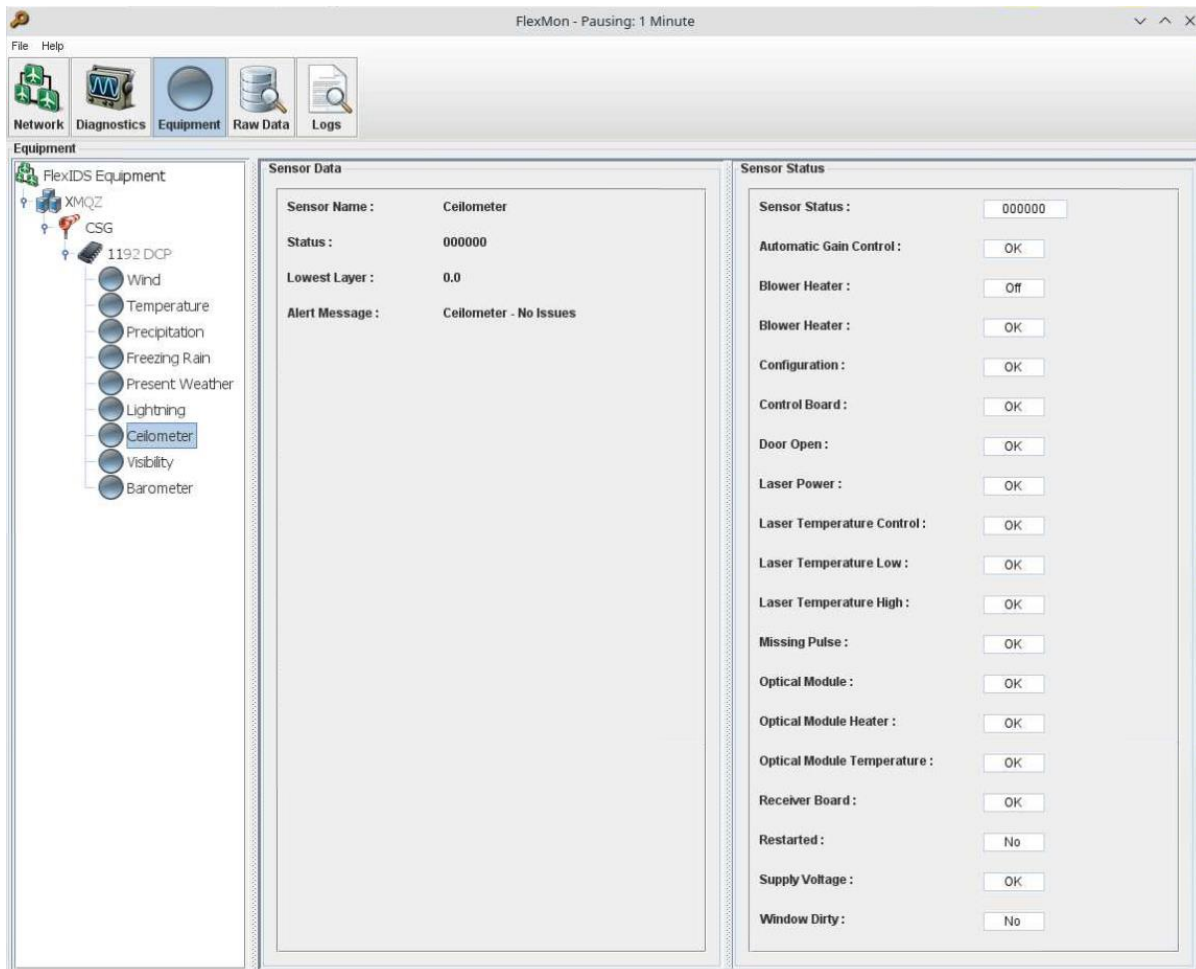 FlexMon - Pausing: 1 Minute
File Help
Network Diagnostics Equipment Raw Data Logs
Equipment
FlexIDS Equipment
XMQZ
CSG
1192 DCP
Wind
Temperature
Precipitation
Freezing Rain
Present Weather
Lightning
Ceilometer
Visibility
Barometer
Sensor Data
Sensor Name : Ceilometer
Status : 000000
Lowest Layer : 0.0
Alert Message : Ceilometer - No Issues
Sensor Status
Sensor Status : 000000
Automatic Gain Control : OK
Blower Heater : Off
Blower Heater : OK
Configuration : OK
Control Board : OK
Door Open : OK
Laser Power : OK
Laser Temperature Control : OK
Laser Temperature Low : OK
Laser Temperature High : OK
Missing Pulse : OK
Optical Module : OK
Optical Module Heater : OK
Optical Module Temperature : OK
Receiver Board : OK
Restarted : No
Supply Voltage : OK
Window Dirty : No